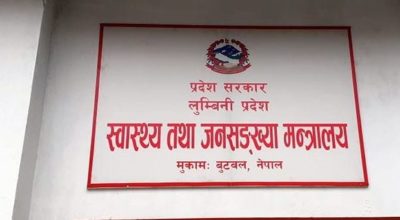 प्रदेश सरकार
लुम्बिनी प्रदेश
स्वास्थ्य तथा जनसङ्ख्या मन्त्रालय
मुकामः बुटवल, नेपाल